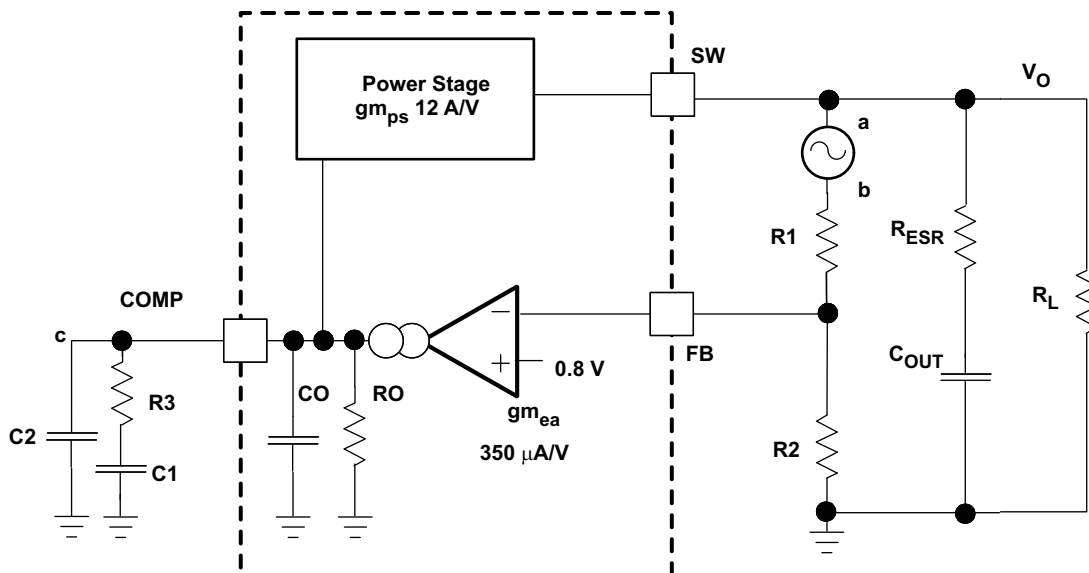 Power Stage
gm_ps 12 A/V
SW
V_O
a
b
R1
R_ESR
R_L
COMP
c
FB
C_OUT
CO
RO
0.8 V
R3
gm_ea
C2
C1
350 μA/V
R2